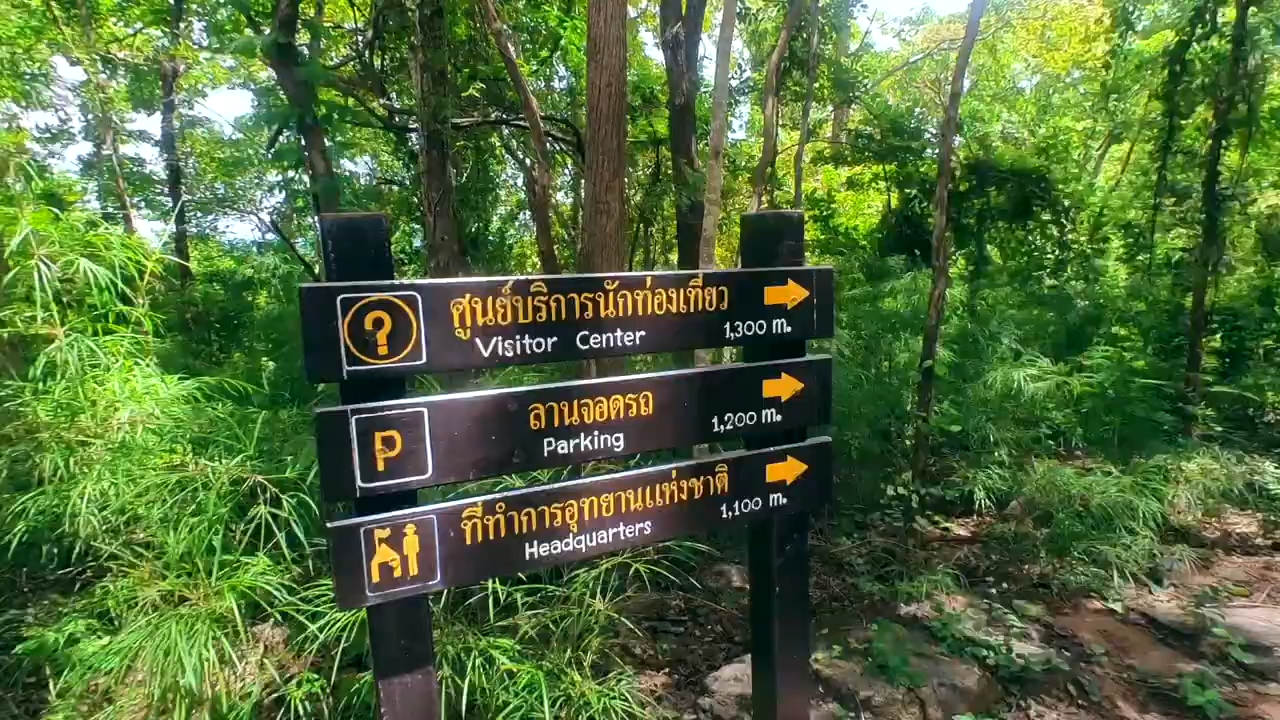 ?
ศูนย์บริการนักท่องเที่ยว
Visitor Center
1,300 m.
P
ลานจอดรถ
Parking
1,200 m.
ที่ทำการอุทยานแห่งชาติ
Headquarters
1,100 m.